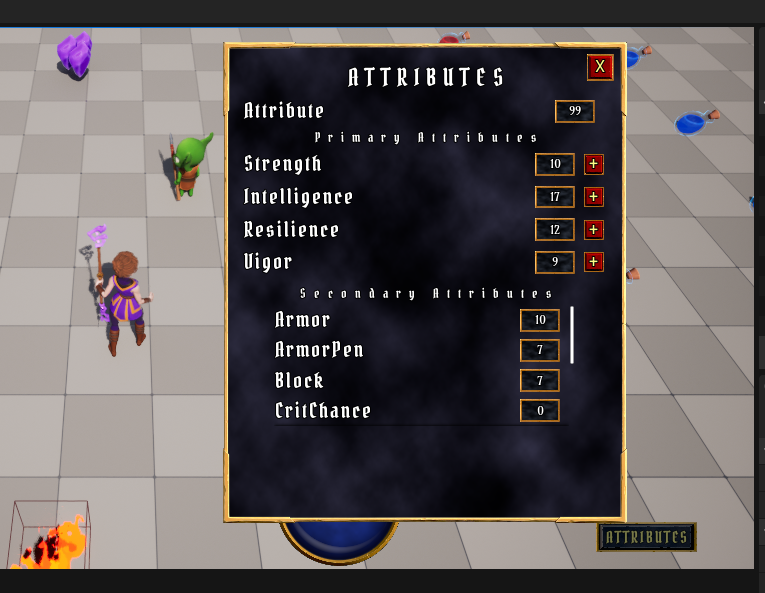 ATTRIBUTES X
Attribute 99
Primary Attributes
Strength 10 +
Intelligence 17 +
Resilience 12 +
Vigor 9 +
Secondary Attributes
Armor 10
ArmorPen 7
Block 7
CritChance 0
ATTRIBUTES